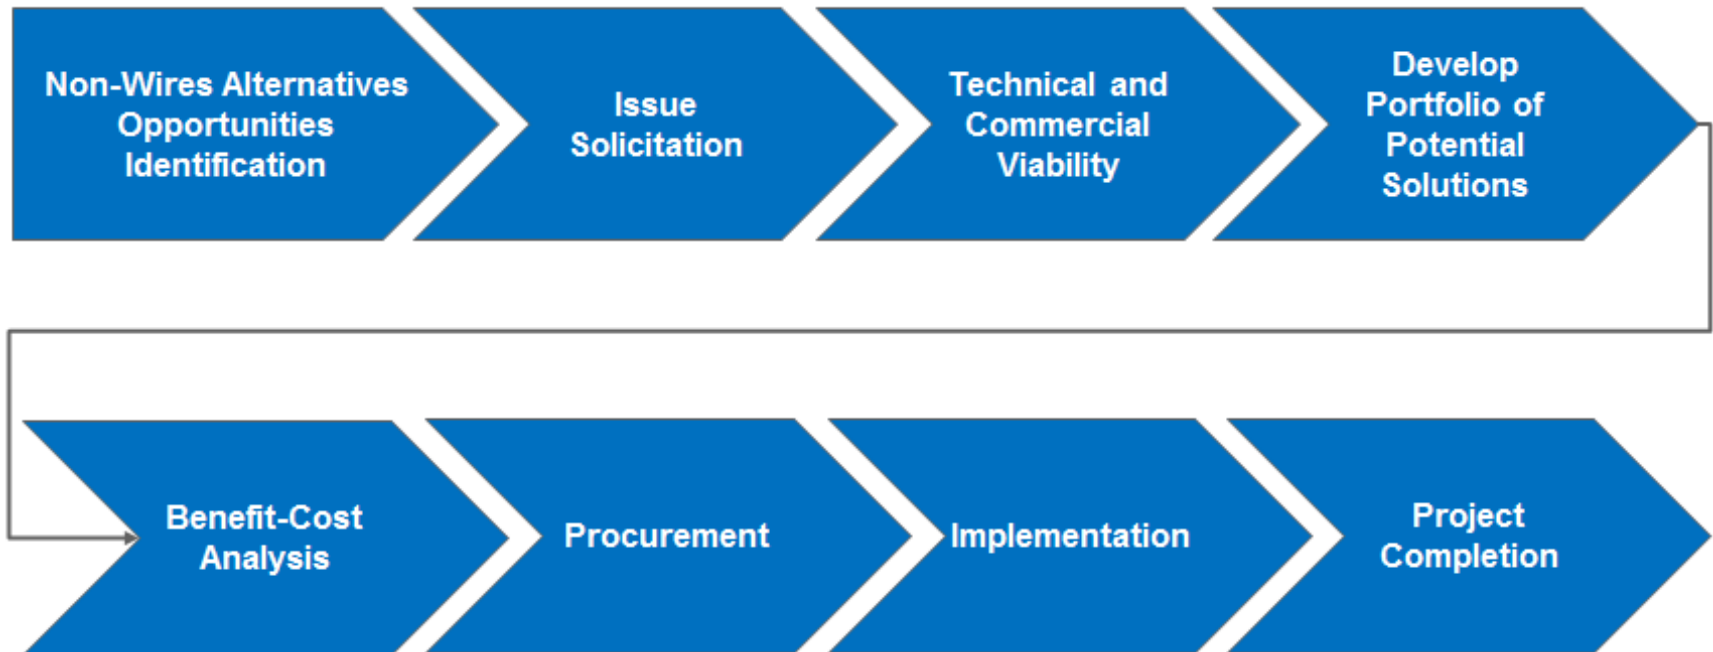 Non-Wires Alternatives
Opportunities
Identification
Issue
Solicitation
Technical and
Commercial
Viability
Develop
Portfolio of
Potential
Solutions
Benefit-Cost
Analysis
Procurement
Implementation
Project
Completion